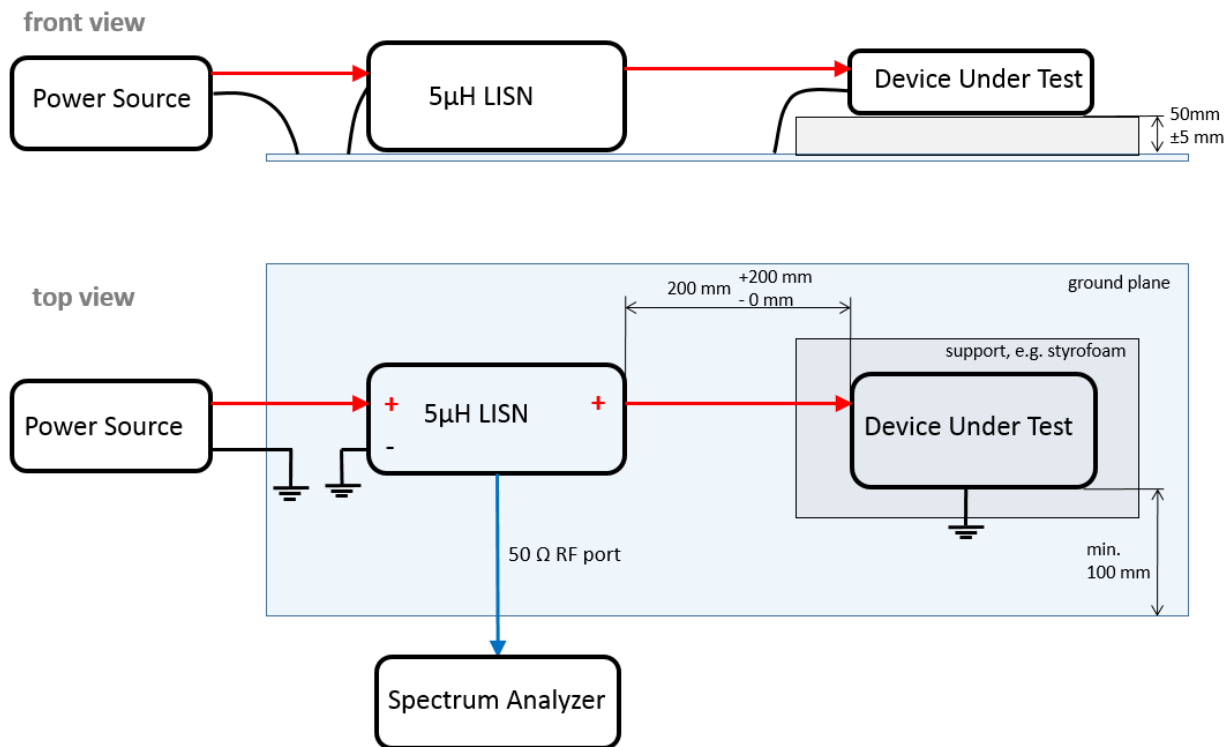 front view
Power Source
5µH LISN
Device Under Test
50mm
±5 mm
top view
200 mm +200 mm
- 0 mm
ground plane
support, e.g. styrofoam
Power Source
+
5µH LISN
+
-
Device Under Test
50 Ω RF port
min.
100 mm
Spectrum Analyzer